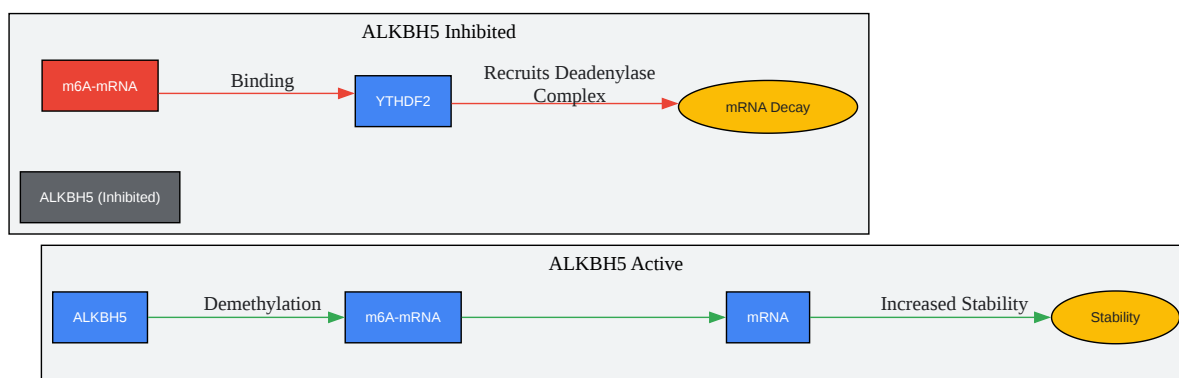 ALKBH5 Inhibited
m6A-mRNA
Binding
YTHDF2
Recruits Deadenylase
Complex
mRNA Decay
ALKBH5 (Inhibited)
ALKBH5 Active
ALKBH5
Demethylation
m6A-mRNA
mRNA
Increased Stability
Stability